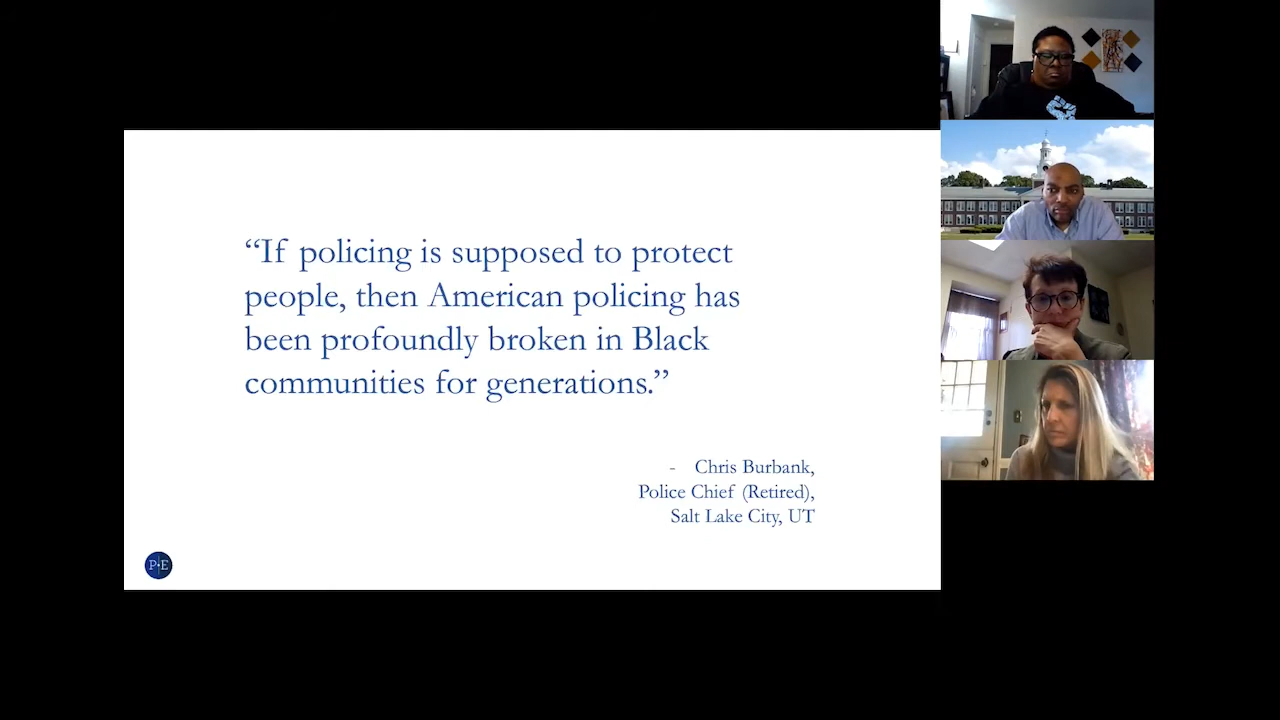 “If policing is supposed to protect
people, then American policing has
been profoundly broken in Black
communities for generations.”
- Chris Burbank,
Police Chief (Retired),
Salt Lake City, UT
P+E